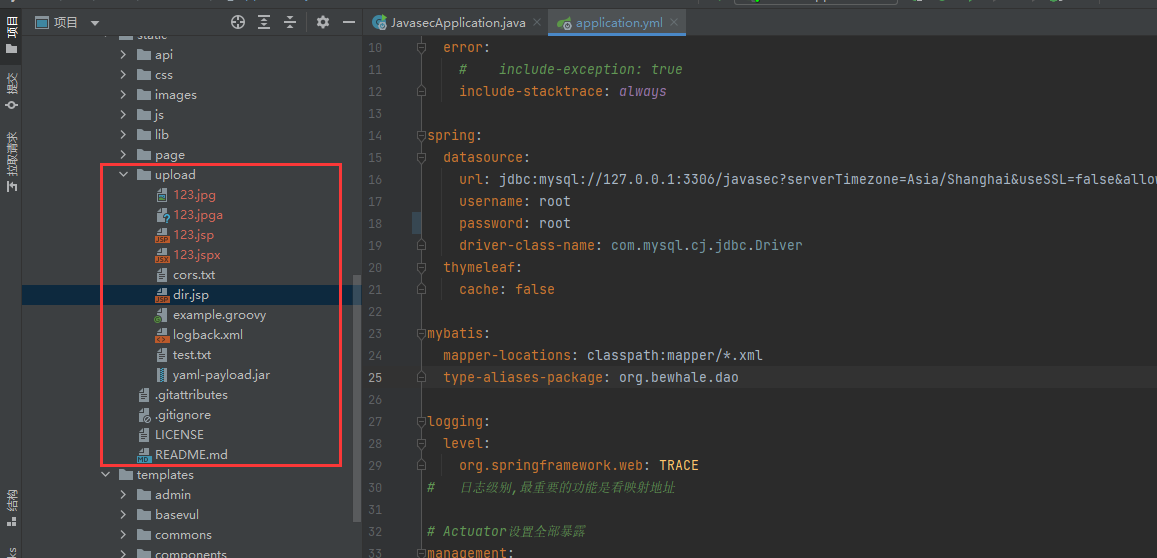 项目
JavasecApplication.java
application.yml
项目
提交
拉取请求
结构
api
css
images
js
lib
page
upload
123.jpg
123.jpga
123.jsp
123.jspx
cors.txt
dir.jsp
example.groovy
logback.xml
test.txt
yaml-payload.jar
.gitattributes
.gitignore
LICENSE
README.md
templates
admin
basevul
commons
components
10 error:
11 # include-exception: true
12 include-stacktrace: always
13
14 spring:
15 datasource:
16 url: jdbc:mysql://127.0.0.1:3306/javasec?serverTimezone=Asia/Shanghai&useSSL=false&allow
17 username: root
18 password: root
19 driver-class-name: com.mysql.cj.jdbc.Driver
20 thymeleaf:
21 cache: false
22
23 mybatis:
24 mapper-locations: classpath:mapper/*.xml
25 type-aliases-package: org.bewhale.dao
26
27 logging:
28 level:
29 org.springframework.web: TRACE
30 # 日志级别,最重要的功能是看映射地址
31
32 # Actuator设置全部暴露
33 management: